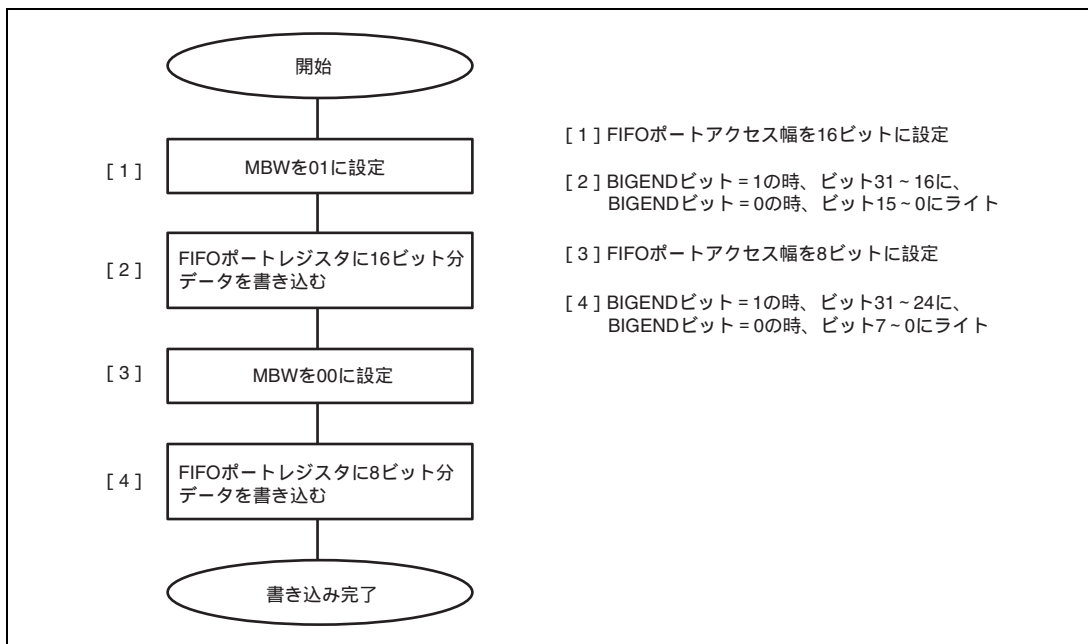 開始
[ 1 ]
MBWを01に設定
[ 2 ]
FIFOポートレジスタに16ビット分
データを書き込む
[ 3 ]
MBWを00に設定
[ 4 ]
FIFOポートレジスタに8ビット分
データを書き込む
書き込み完了
[ 1 ] FIFOポートアクセス幅を16ビットに設定
[ 2 ] BIGENDビット = 1の時、ビット31 ~ 16に、
BIGENDビット = 0の時、ビット15 ~ 0にライト
[ 3 ] FIFOポートアクセス幅を8ビットに設定
[ 4 ] BIGENDビット = 1の時、ビット31 ~ 24に、
BIGENDビット = 0の時、ビット7 ~ 0にライト